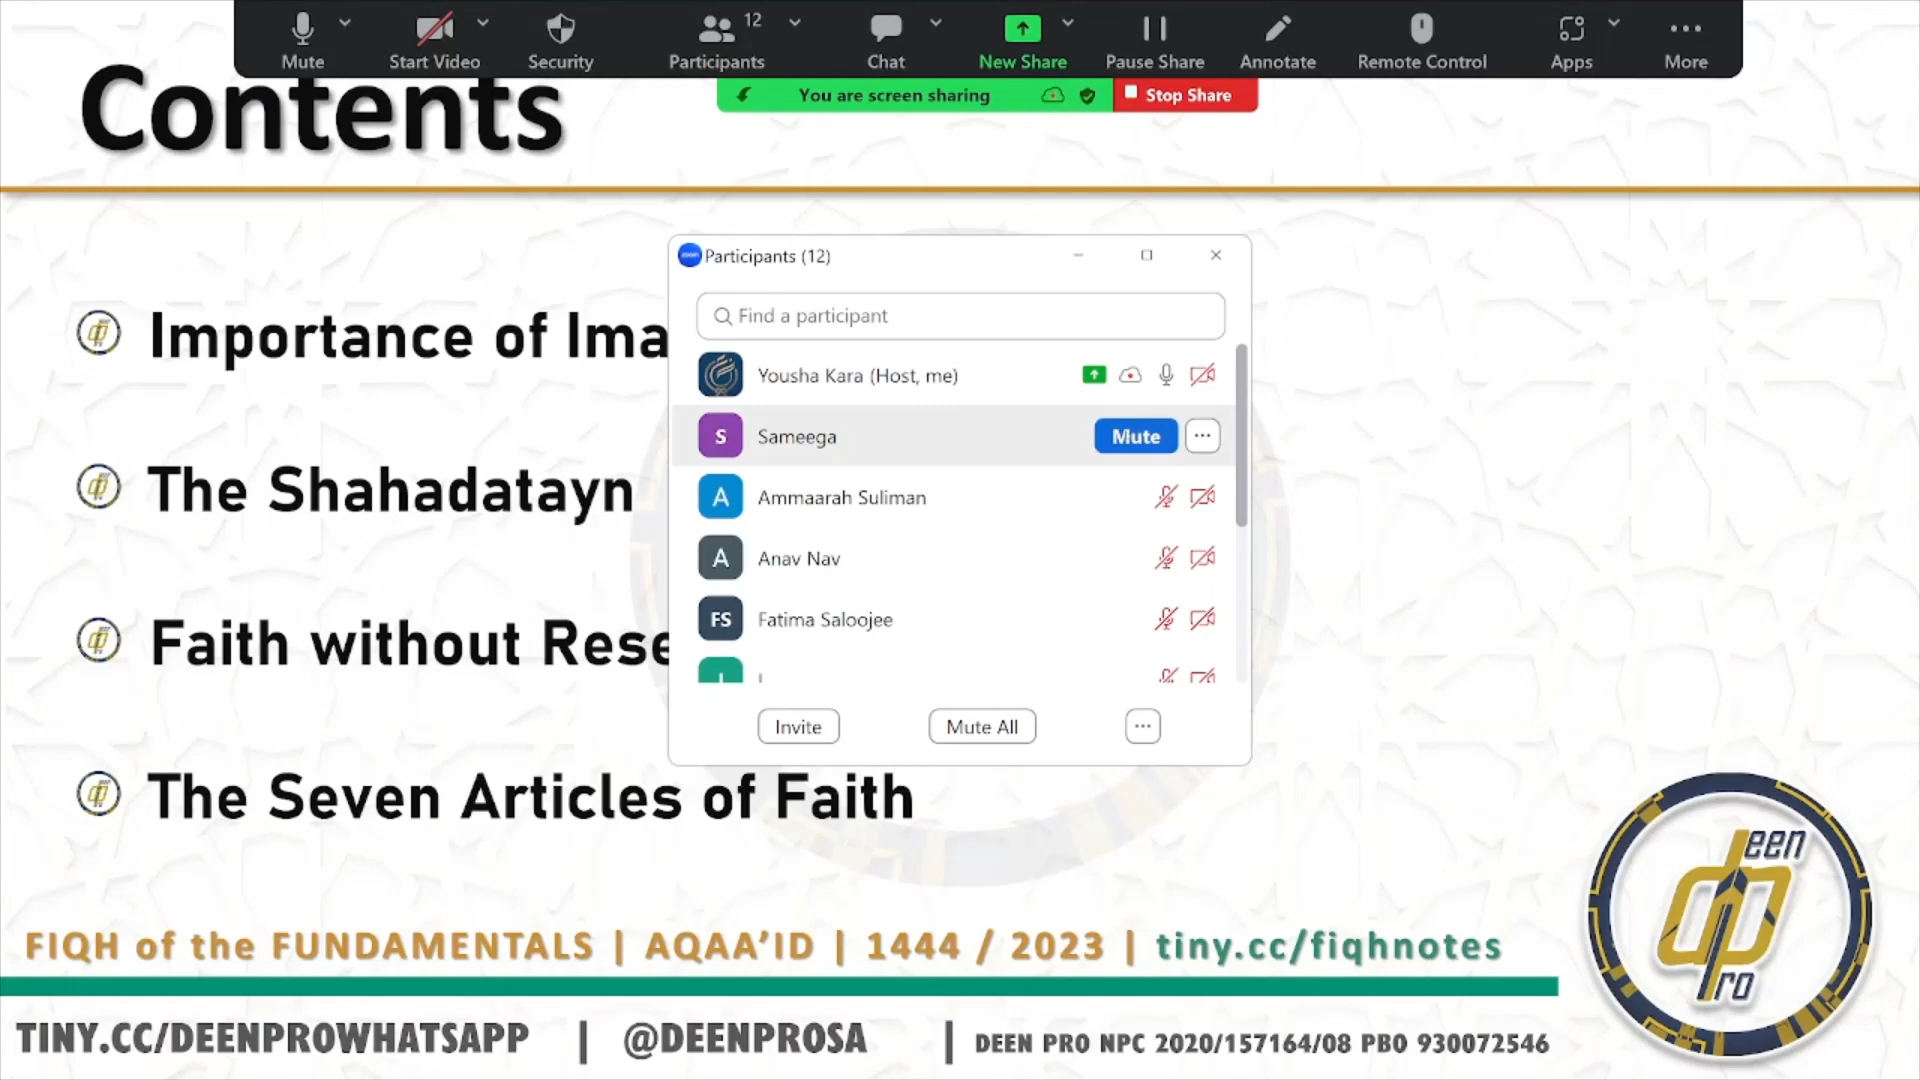 Mute
Start Video
Security
12
Participants
Chat
New Share
Pause Share
Annotate
Remote Control
Apps
More
You are screen sharing
Stop Share
Contents
zoom Participants (12)
Find a participant
Yousha Kara (Host, me)
S Sameega Mute
A Ammaarah Suliman
A Anav Nav
FS Fatima Saloojee
Invite Mute All
Importance of Ima
The Shahadatayn
Faith without Rese
The Seven Articles of Faith
FIQH of the FUNDAMENTALS | AQAA’ID | 1444 / 2023 | tiny.cc/fiqhnotes
TINY.CC/DEENPROWHATSAPP | @DEENPROSA | DEEN PRO NPC 2020/157164/08 PBO 930072546
deen
pro